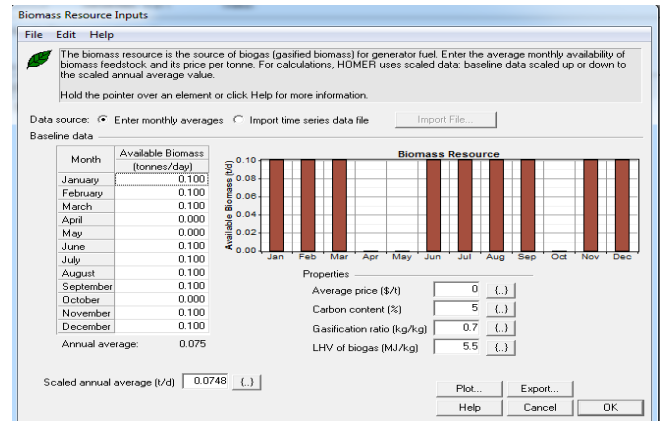 Biomass Resource Inputs
File Edit Help
The biomass resource is the source of biogas (gasified biomass) for generator fuel. Enter the average monthly availability of
biomass feedstock and its price per tonne. For calculations, HOMER uses scaled data: baseline data scaled up or down to
the scaled annual average value.
Hold the pointer over an element or click Help for more information.
Data source: Enter monthly averages Import time series data file Import File...
Baseline data
Month Available Biomass
(tonnes/day)
January 0.100
February 0.100
March 0.100
April 0.000
May 0.000
June 0.100
July 0.100
August 0.100
September 0.100
October 0.000
November 0.100
December 0.100
Annual average: 0.075
Scaled annual average (t/d) 0.0748 {..}
Biomass Resource
Available Biomass (t/d)
0.10
0.08
0.06
0.04
0.02
0.00
Jan Feb Mar Apr May Jun Jul Aug Sep Oct Nov Dec
Properties
Average price ($/t) 0 {..}
Carbon content (%) 5 {..}
Gasification ratio (kg/kg) 0.7 {..}
LHV of biogas (MJ/kg) 5.5 {..}
Plot... Export...
Help Cancel OK